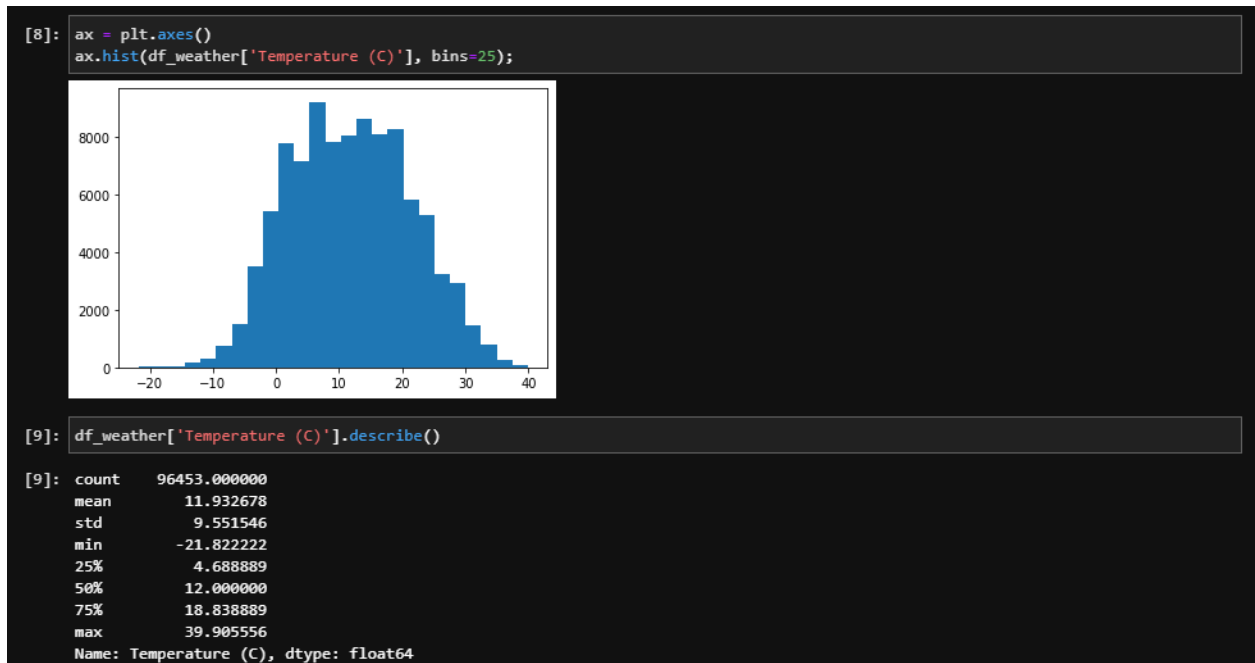 [8]: ax = plt.axes()
ax.hist(df_weather['Temperature (C)'], bins=25);
8000
6000
4000
2000
0
−20 −10 0 10 20 30 40
[9]: df_weather['Temperature (C)'].describe()
[9]: count 96453.000000
mean 11.932678
std 9.551546
min -21.822222
25% 4.688889
50% 12.000000
75% 18.838889
max 39.905556
Name: Temperature (C), dtype: float64